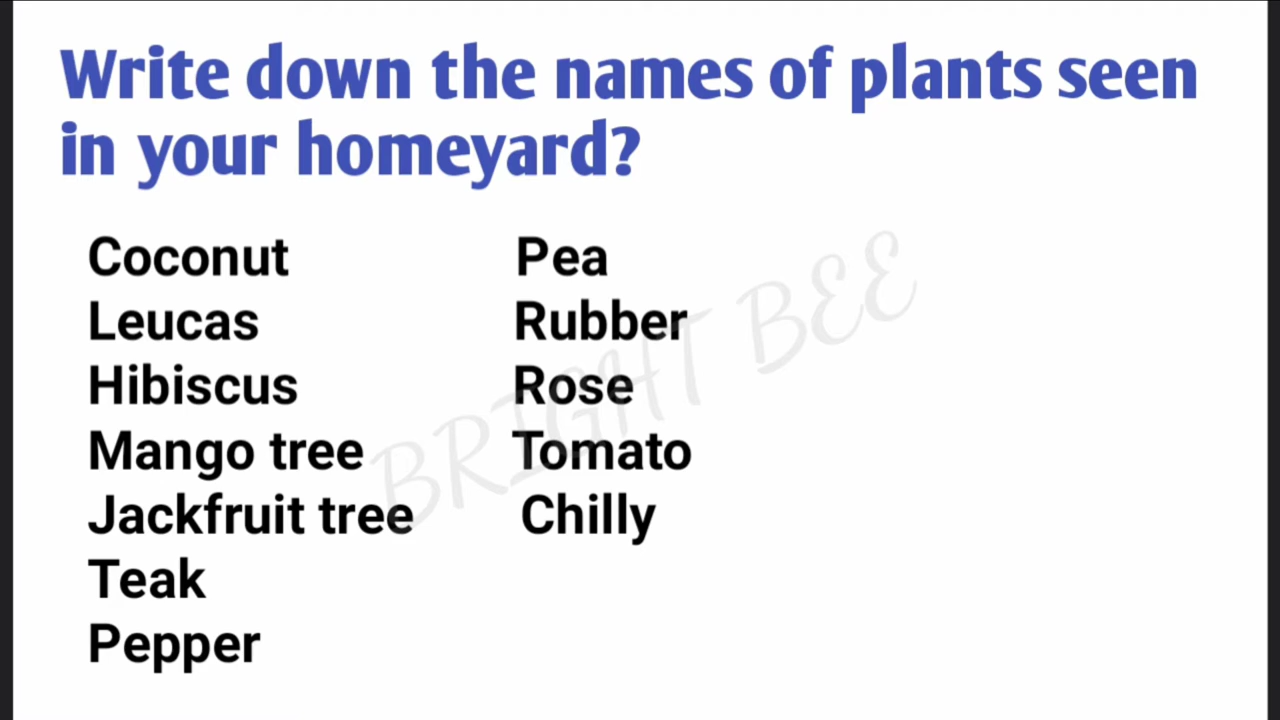 Write down the names of plants seen
in your homeyard?
Coconut
Leucas
Hibiscus
Mango tree
Jackfruit tree
Teak
Pepper
Pea
Rubber
Rose
Tomato
Chilly
BRIGHT BEE